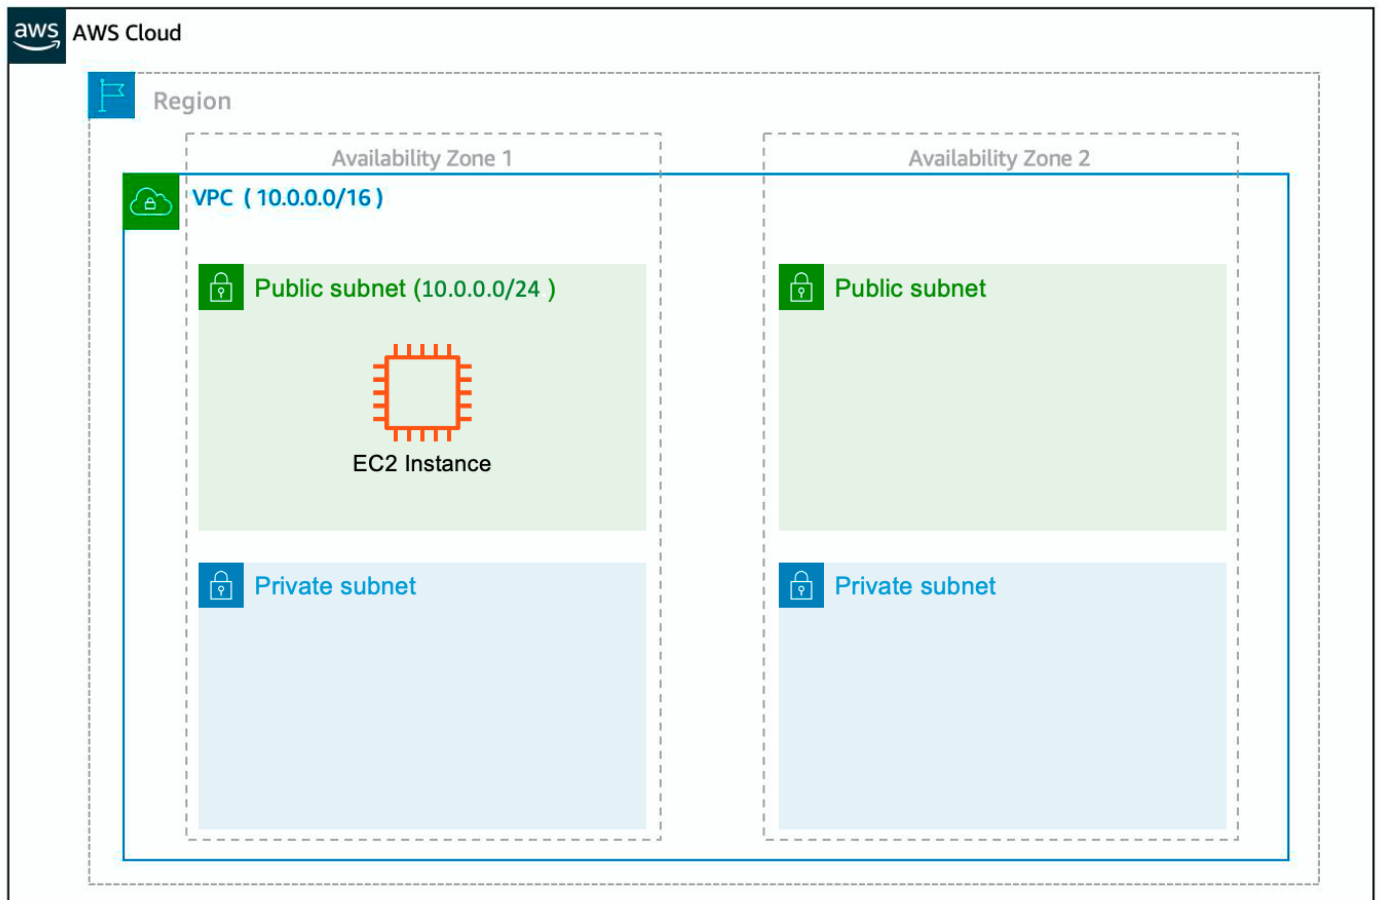 aws
AWS Cloud
Region
Availability Zone 1
Availability Zone 2
VPC ( 10.0.0.0/16 )
Public subnet (10.0.0.0/24 )
Public subnet
EC2 Instance
Private subnet
Private subnet